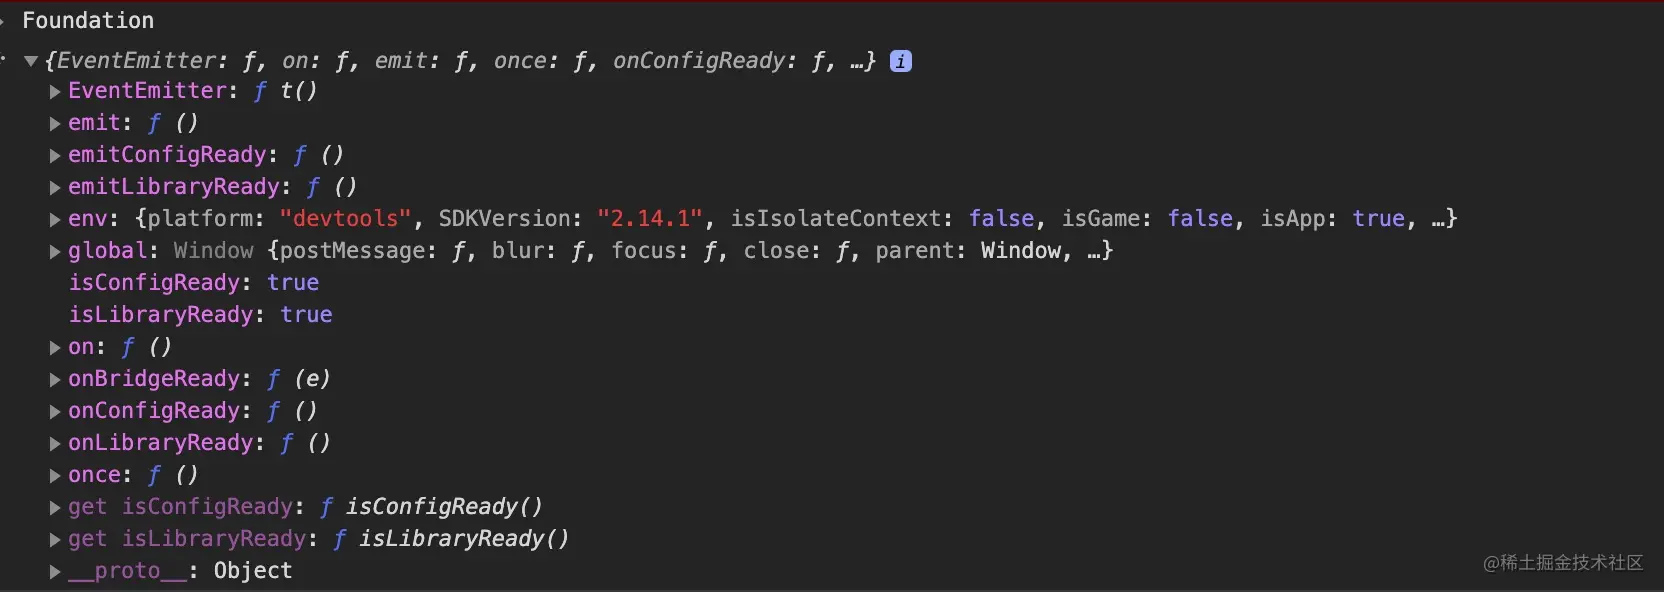 Foundation
{EventEmitter: ƒ, on: ƒ, emit: ƒ, once: ƒ, onConfigReady: ƒ, …} i
EventEmitter: ƒ t()
emit: ƒ ()
emitConfigReady: ƒ ()
emitLibraryReady: ƒ ()
env: {platform: "devtools", SDKVersion: "2.14.1", isIsolateContext: false, isGame: false, isApp: true, …}
global: Window {postMessage: ƒ, blur: ƒ, focus: ƒ, close: ƒ, parent: Window, …}
isConfigReady: true
isLibraryReady: true
on: ƒ ()
onBridgeReady: ƒ (e)
onConfigReady: ƒ ()
onLibraryReady: ƒ ()
once: ƒ ()
get isConfigReady: ƒ isConfigReady()
get isLibraryReady: ƒ isLibraryReady()
__proto__: Object
@稀土掘金技术社区